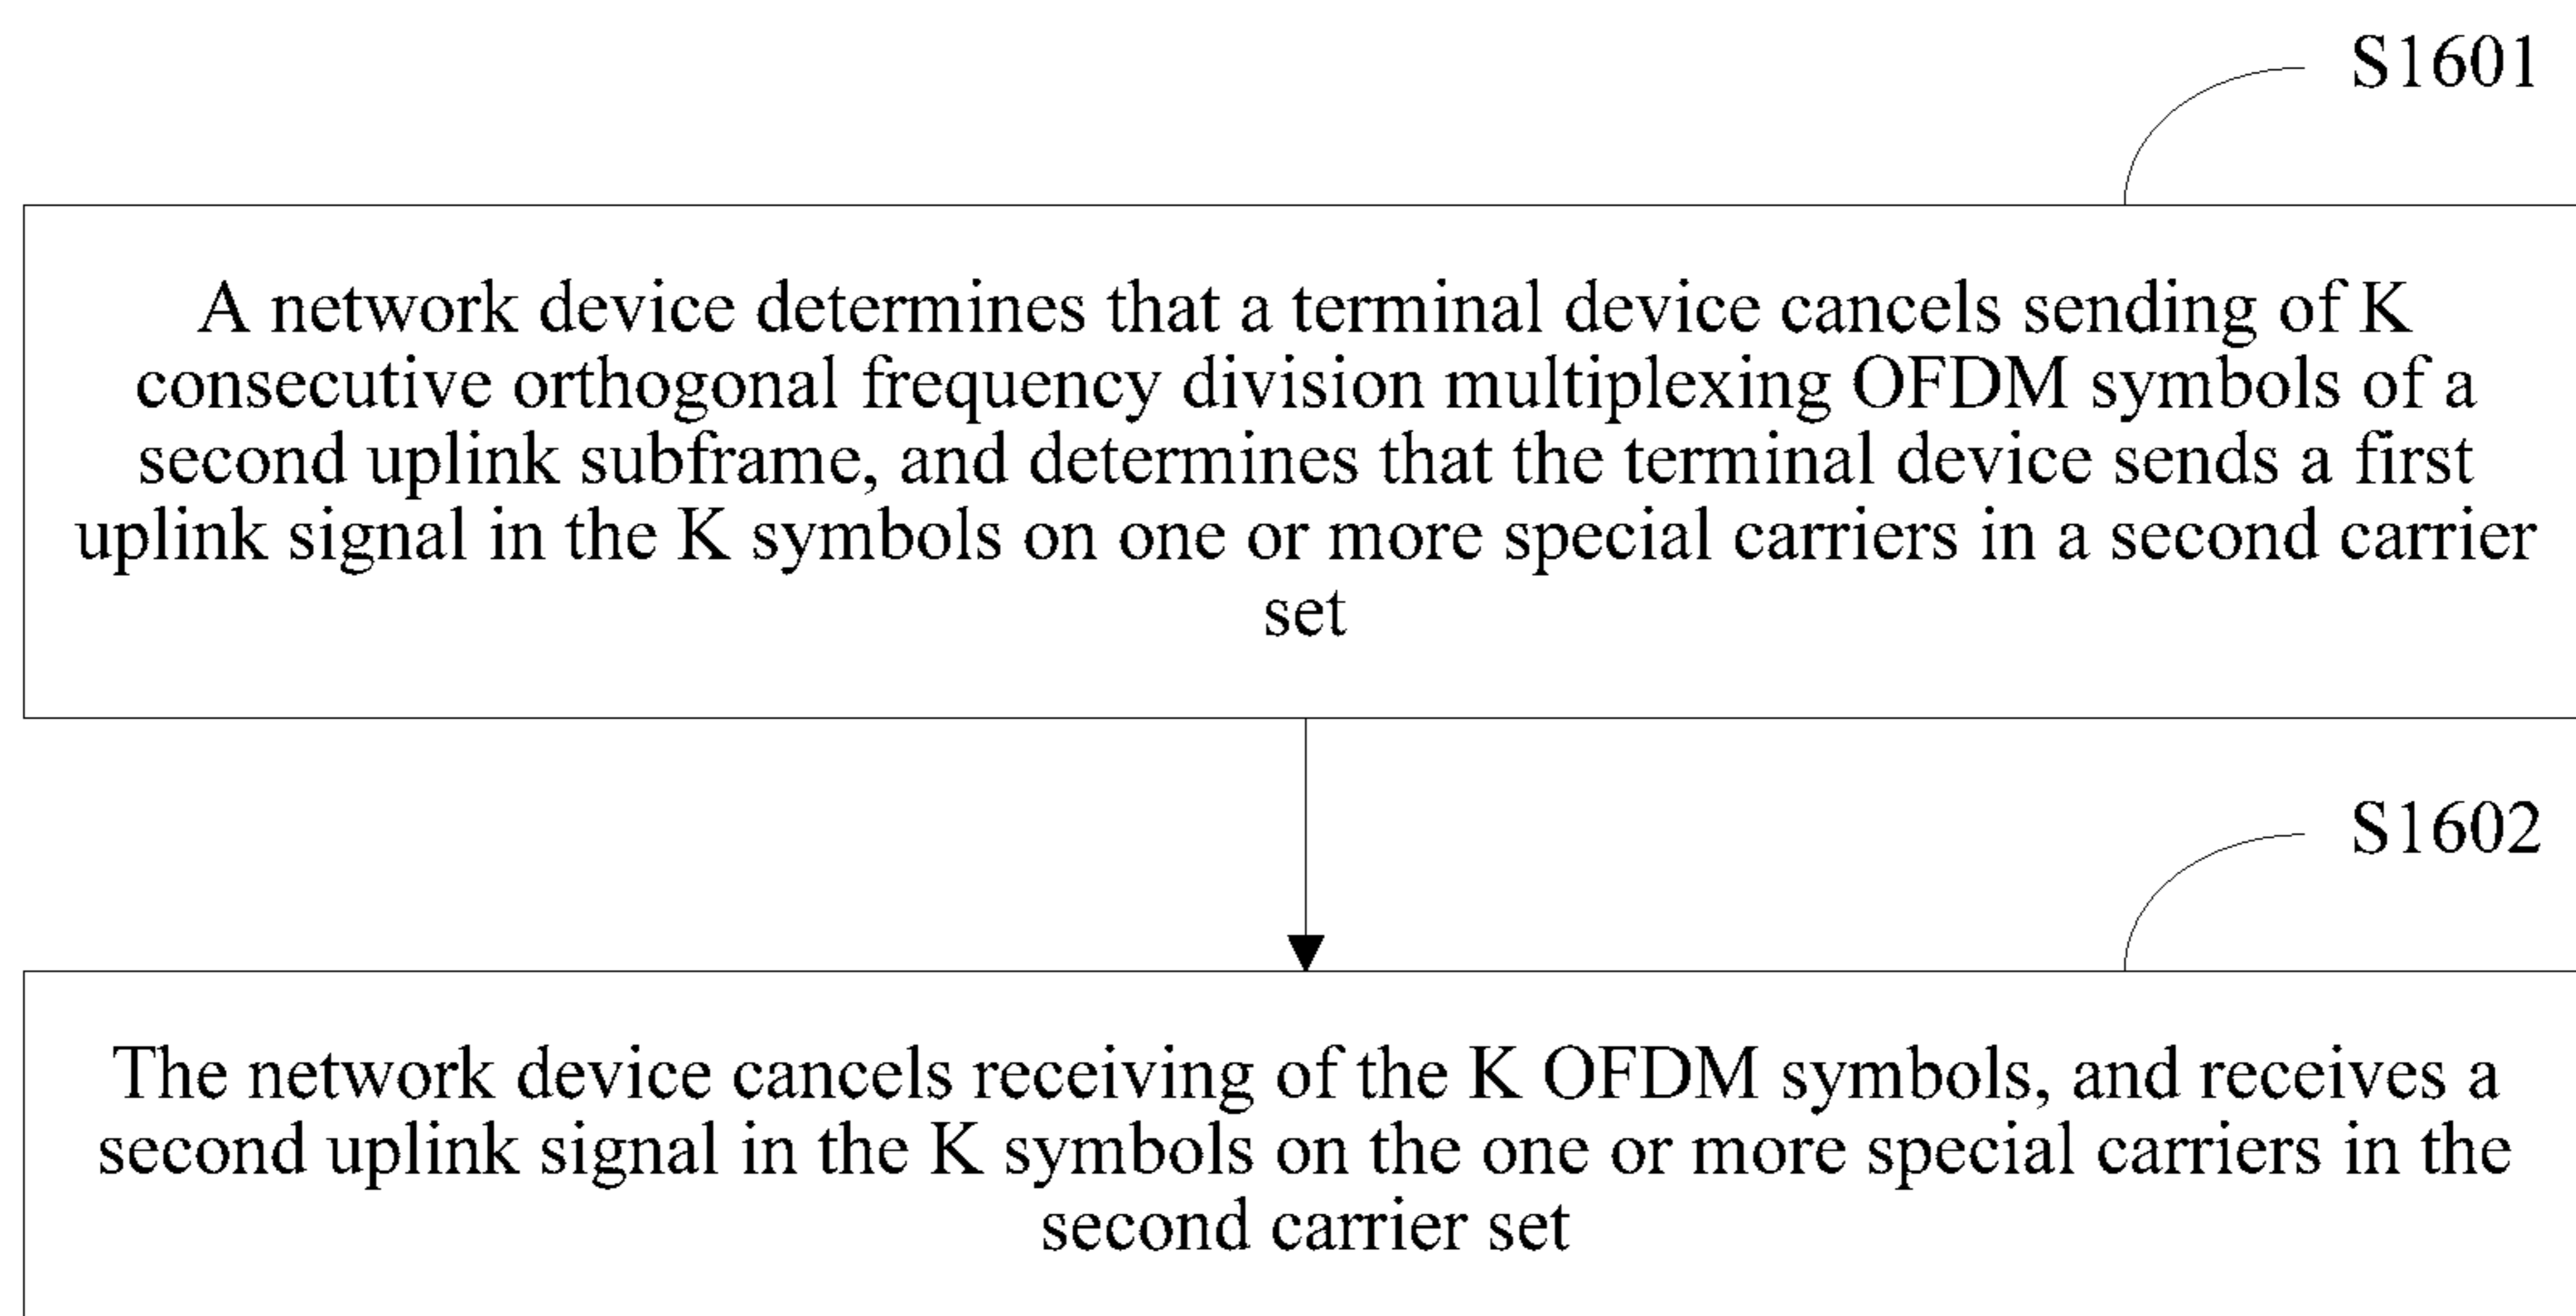 S1601
A network device determines that a terminal device cancels sending of K
consecutive orthogonal frequency division multiplexing OFDM symbols of a
second uplink subframe, and determines that the terminal device sends a first
uplink signal in the K symbols on one or more special carriers in a second carrier
set
S1602
The network device cancels receiving of the K OFDM symbols, and receives a
second uplink signal in the K symbols on the one or more special carriers in the
second carrier set